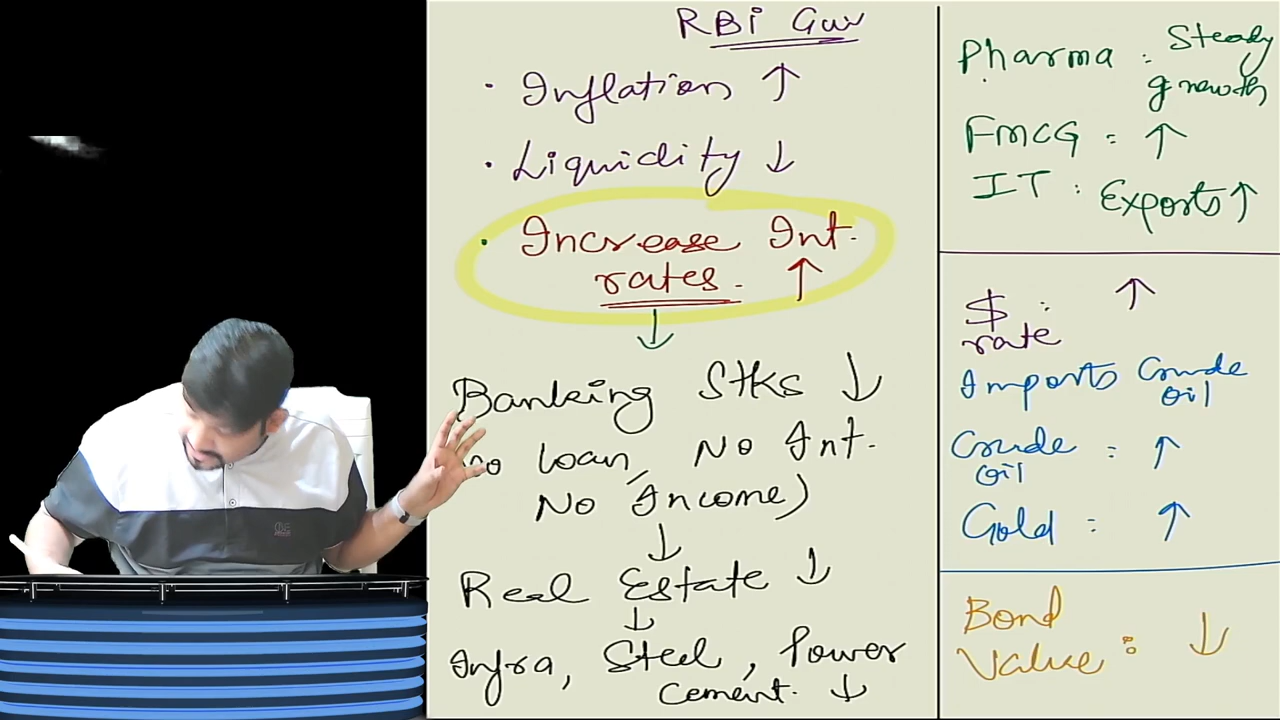 RBI Guv
• Inflation ↑
• Liquidity ↓
• Increase Int.
rates. ↑
↓
Banking Stks ↓
loan, No Int.
No Income)
↓
Real Estate ↓
↓
Infra, Steel, Power
cement. ↓
Pharma : Steady
growth
FMCG = ↑
IT : Exports ↑
$ : ↑
rate
Imports Crude
oil
Crude : ↑
oil
Gold : ↑
Bond
Value : ↓